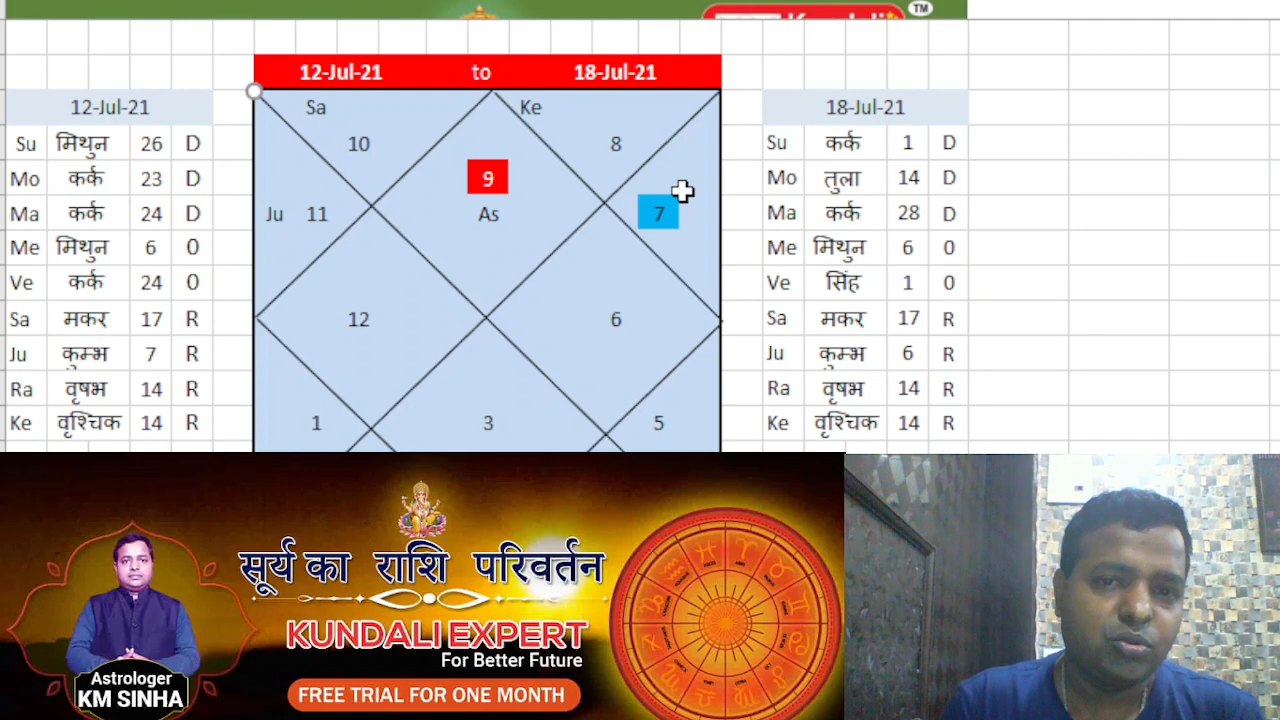 TM
12-Jul-21 to 18-Jul-21
12-Jul-21
Su मिथुन 26 D
Mo कर्क 23 D
Ma कर्क 24 D
Me मिथुन 6 0
Ve कर्क 24 0
Sa मकर 17 R
Ju कुम्भ 7 R
Ra वृषभ 14 R
Ke वृश्चिक 14 R
Sa Ke
10 8
9
Ju 11 As 7
12 6
1 3 5
18-Jul-21
Su कर्क 1 D
Mo तुला 14 D
Ma कर्क 28 D
Me मिथुन 6 0
Ve सिंह 1 0
Sa मकर 17 R
Ju कुम्भ 6 R
Ra वृषभ 14 R
Ke वृश्चिक 14 R
सूर्य का राशि परिवर्तन
KUNDALI EXPERT
For Better Future
FREE TRIAL FOR ONE MONTH
Astrologer
KM SINHA